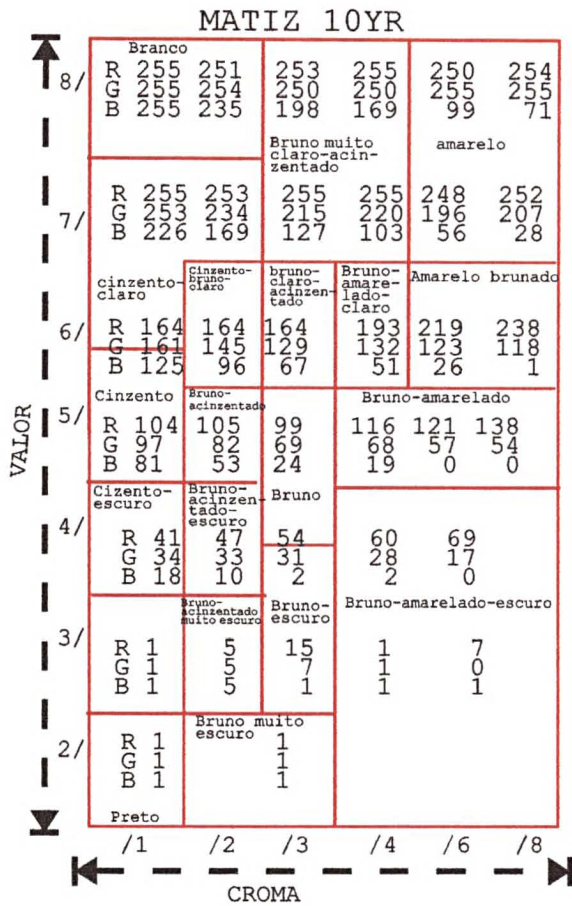 MATIZ 10YR
Branco
8/ R 255 251 253 255 250 254
G 255 254 250 250 255 255
B 255 235 198 169 99 71
Bruno muito
claro-acin-
zentado
amarelo
7/ R 255 253 255 255 248 252
G 253 234 215 220 196 207
B 226 169 127 103 56 28
cinzento-
claro
Cinzento-
bruno-
claro
bruno-
claro-
acinzen-
tado
Bruno-
amare-
lado-
claro
Amarelo brunado
6/ R 164 164 164 193 219 238
G 161 145 129 132 123 118
B 125 96 67 51 26 1
Cinzento
Bruno-
acinzentado
Bruno-amarelado
5/ R 104 105 99 116 121 138
G 97 82 69 68 57 54
B 81 53 24 19 0 0
Cizento-
escuro
Bruno-
acinzen-
tado-
escuro
Bruno
4/ R 41 47 54 60 69
G 34 33 31 28 17
B 18 10 2 2 0
Bruno-
acinzentado
muito escuro
Bruno-
escuro
Bruno-amarelado-escuro
3/ R 1 5 15 1 7
G 1 5 7 1 0
B 1 5 1 1 1
Bruno muito
escuro
2/ R 1 1
G 1 1
B 1 1
Preto
/1 /2 /3 /4 /6 /8
CROMA
VALOR